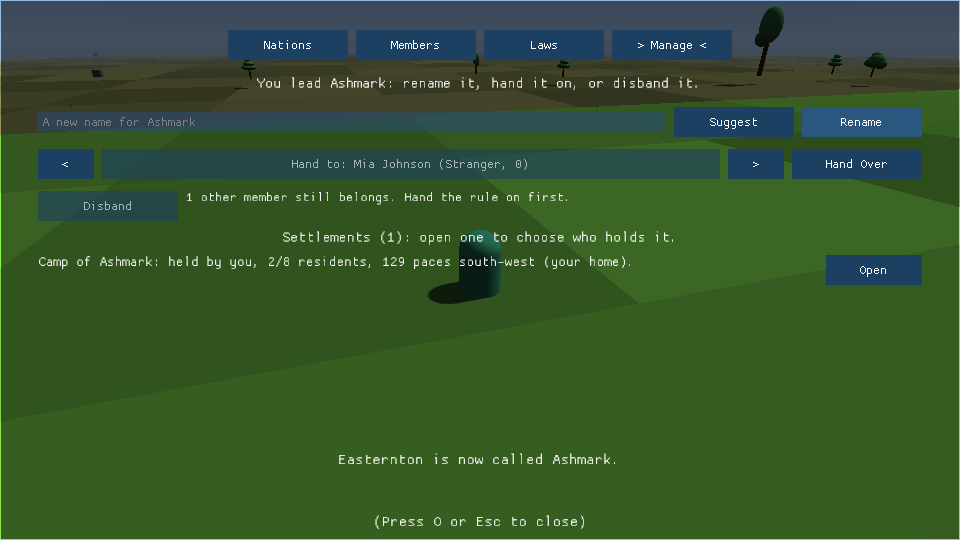 Nations Members Laws > Manage <
You lead Ashmark: rename it, hand it on, or disband it.
A new name for Ashmark Suggest Rename
< Hand to: Mia Johnson (Stranger, 0) > Hand Over
Disband 1 other member still belongs. Hand the rule on first.
Settlements (1): open one to choose who holds it.
Camp of Ashmark: held by you, 2/8 residents, 129 paces south-west (your home). Open
Easternton is now called Ashmark.
(Press O or Esc to close)